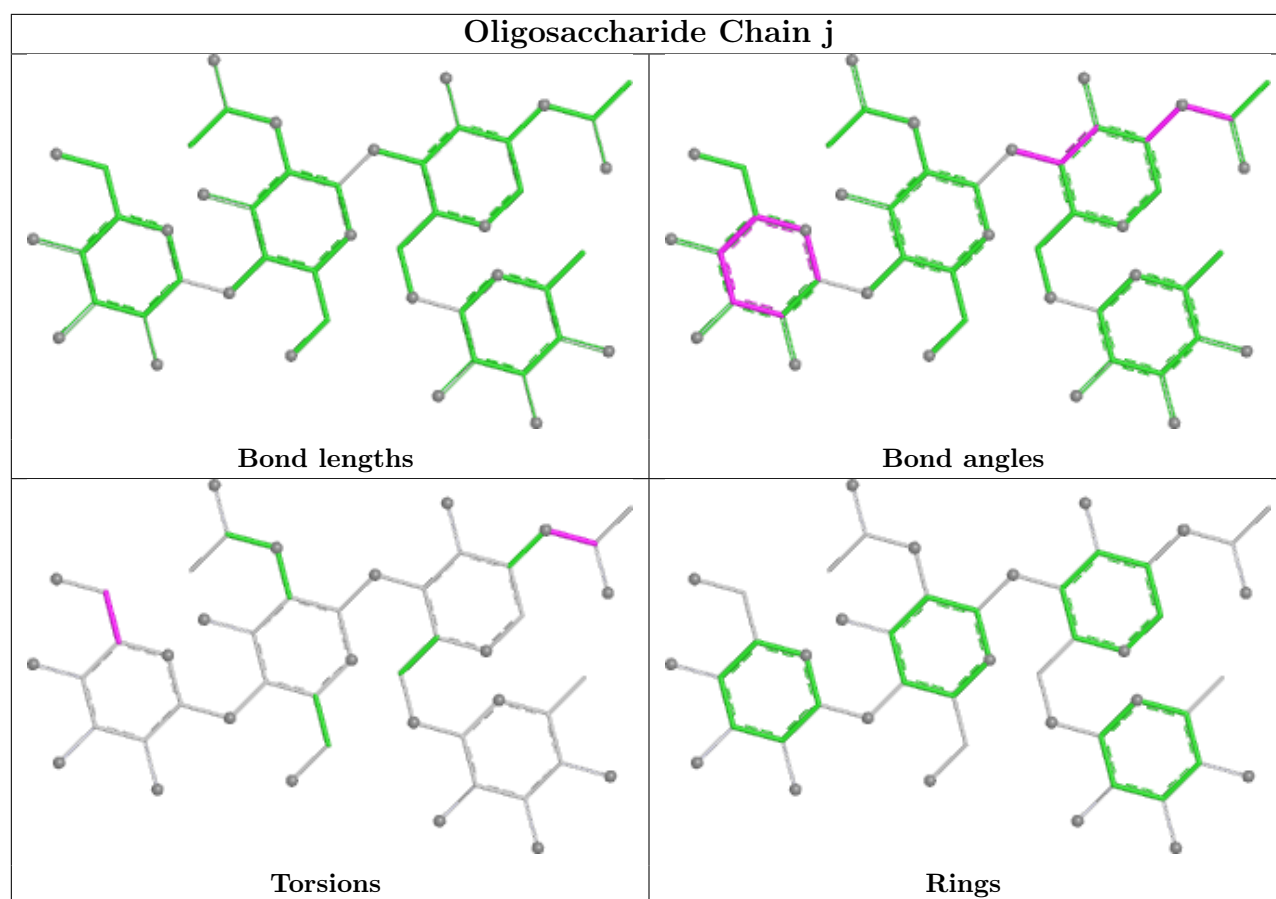 Oligosaccharide Chain j
Bond lengths
Bond angles
Torsions
Rings